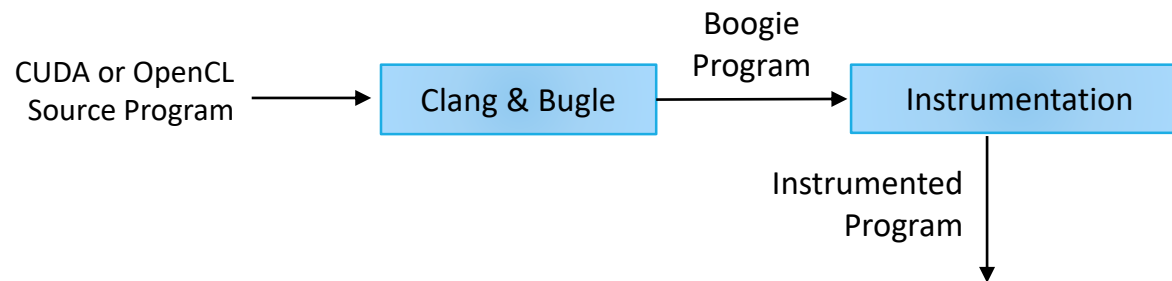 CUDA or OpenCL
Source Program
Clang & Bugle
Boogie
Program
Instrumentation
Instrumented
Program